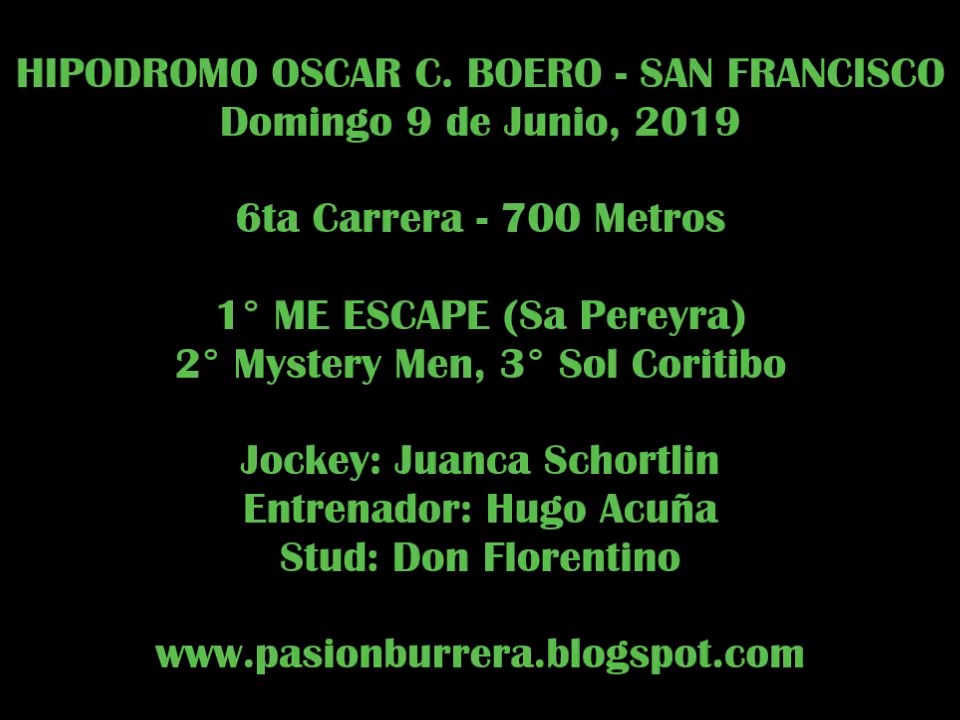 HIPODROMO OSCAR C. BOERO - SAN FRANCISCO
Domingo 9 de Junio, 2019
6ta Carrera - 700 Metros
1° ME ESCAPE (Sa Pereyra)
2° Mystery Men, 3° Sol Coritibo
Jockey: Juanca Schortlin
Entrenador: Hugo Acuña
Stud: Don Florentino
www.pasionburrera.blogspot.com